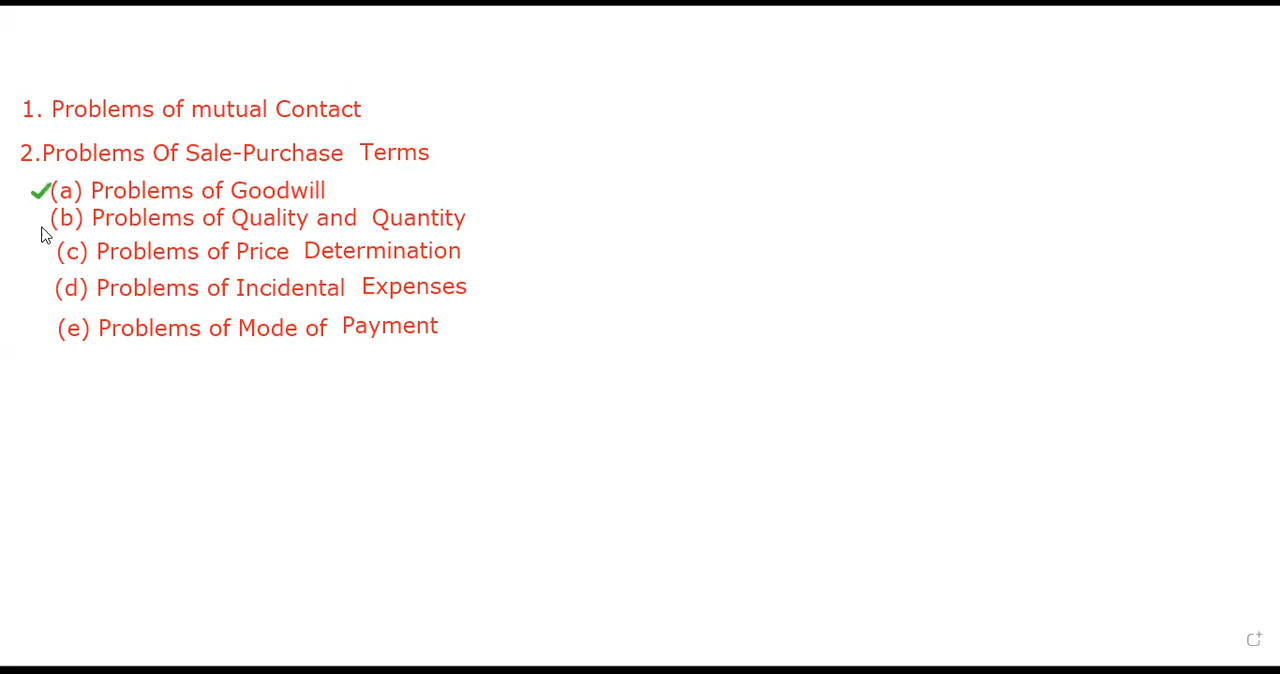 1. Problems of mutual Contact
2.Problems Of Sale-Purchase Terms
(a) Problems of Goodwill
(b) Problems of Quality and Quantity
(c) Problems of Price Determination
(d) Problems of Incidental Expenses
(e) Problems of Mode of Payment